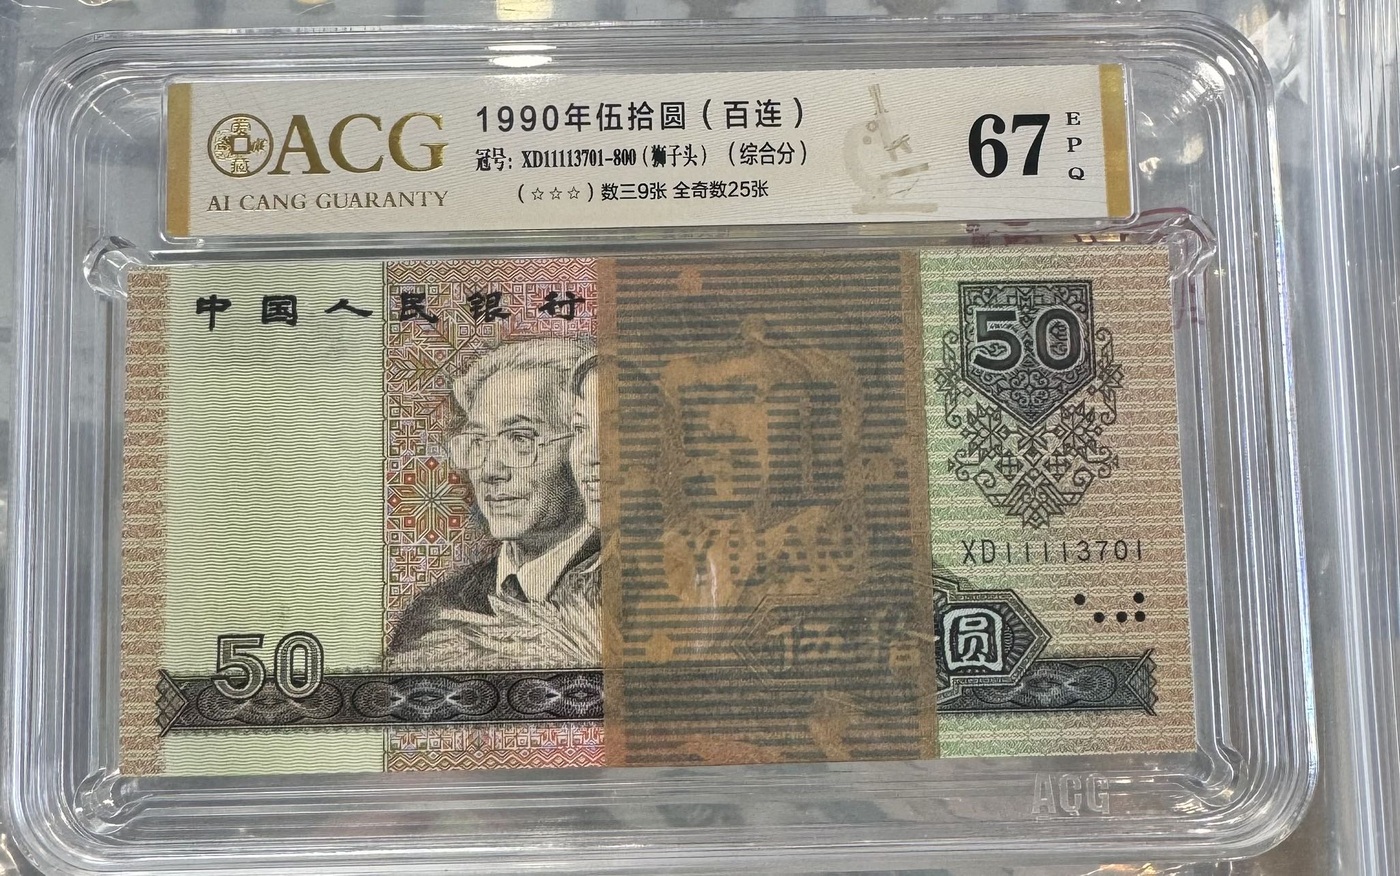 爱藏
ACG
AI CANG GUARANTY
1990年伍拾圆（百连）
冠号：XD11113701-800（狮子头）（综合分）
（☆☆☆）数三9张 全奇数25张
67
EPQ
中国人民银行
50
XD11113701
伍拾圆
50
ACG